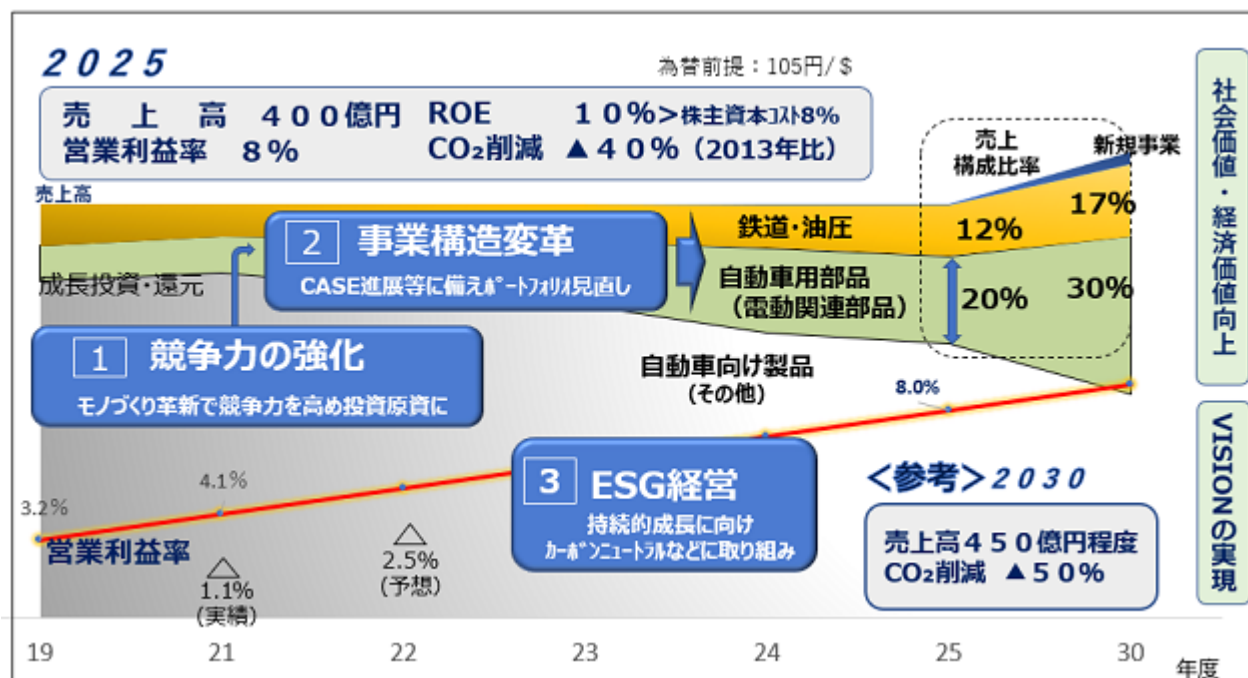 2025
為替前提：105円/＄
売 上 高 ４００億円 ROE １０%＞株主資本ｺｽﾄ8%
営業利益率 ８% CO₂削減 ▲４０%（2013年比）
売上高
売上
構成比率
新規事業
鉄道･油圧
12%
17%
2 事業構造変革
CASE進展等に備えﾎﾟｰﾄﾌｫﾘｵ見直し
成長投資･還元
自動車用部品
（電動関連部品）
20%
30%
1 競争力の強化
モノづくり革新で競争力を高め投資原資に
自動車向け製品
（その他）
8.0%
3 ESG経営
持続的成長に向け
ｶｰﾎﾞﾝﾆｭｰﾄﾗﾙなどに取り組み
3.2%
4.1%
営業利益率
△
1.1%
（実績）
△
2.5%
（予想）
＜参考＞2030
売上高４５０億円程度
CO₂削減 ▲５０%
19 21 22 23 24 25 30 年度
社会価値・経済価値向上
VISIONの実現